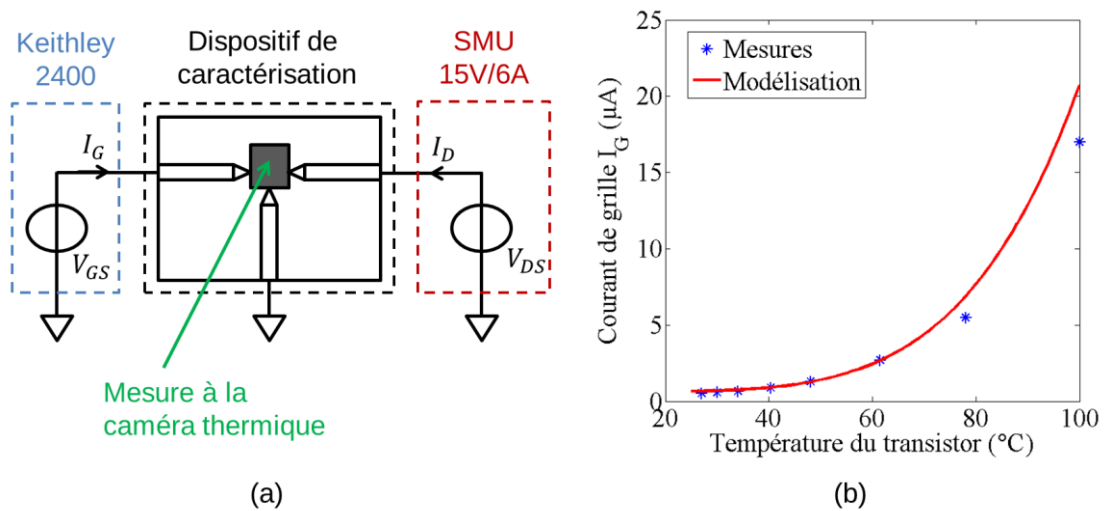 Keithley
2400
Dispositif de
caractérisation
SMU
15V/6A
I_G
I_D
V_GS
V_DS
Mesure à la
caméra thermique
(a)
Mesures
Modélisation
Courant de grille I_G (µA)
25
20
15
10
5
0
20
40
60
80
100
Température du transistor (°C)
(b)